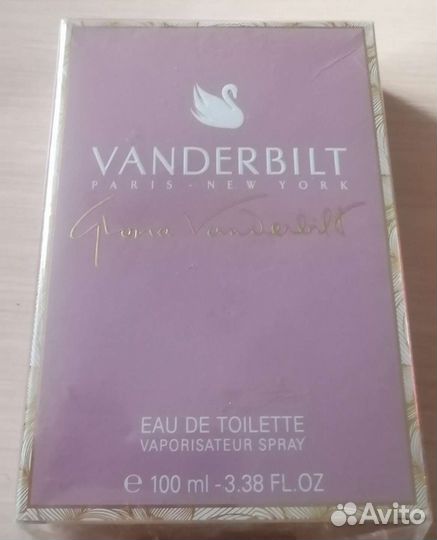 VANDERBILT
PARIS - NEW YORK
Gloria Vanderbilt
EAU DE TOILETTE
VAPORISATEUR SPRAY
e 100 ml - 3.38 FL.OZ
Avito